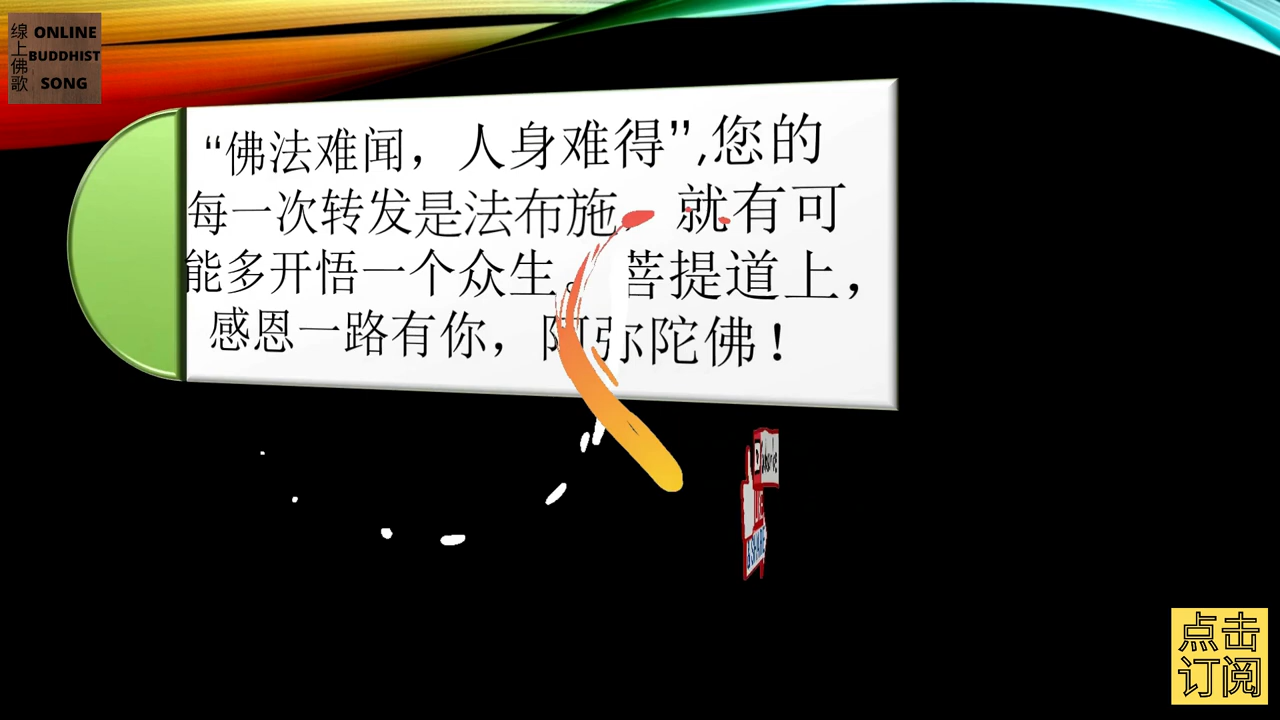 线上佛歌
ONLINE
BUDDHIST
SONG
“佛法难闻，人身难得”,您的
每一次转发是法布施，就有可
能多开悟一个众生。菩提道上，
感恩一路有你，阿弥陀佛！
&SHARE
点击
订阅